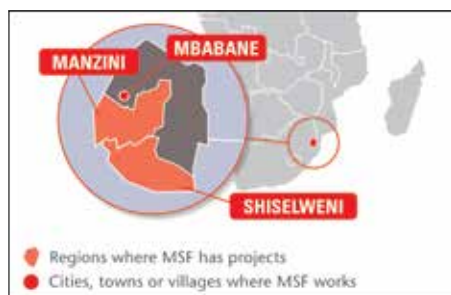 MBABANE
MANZINI
SHISELWENI
Regions where MSF has projects
Cities, towns or villages where MSF works